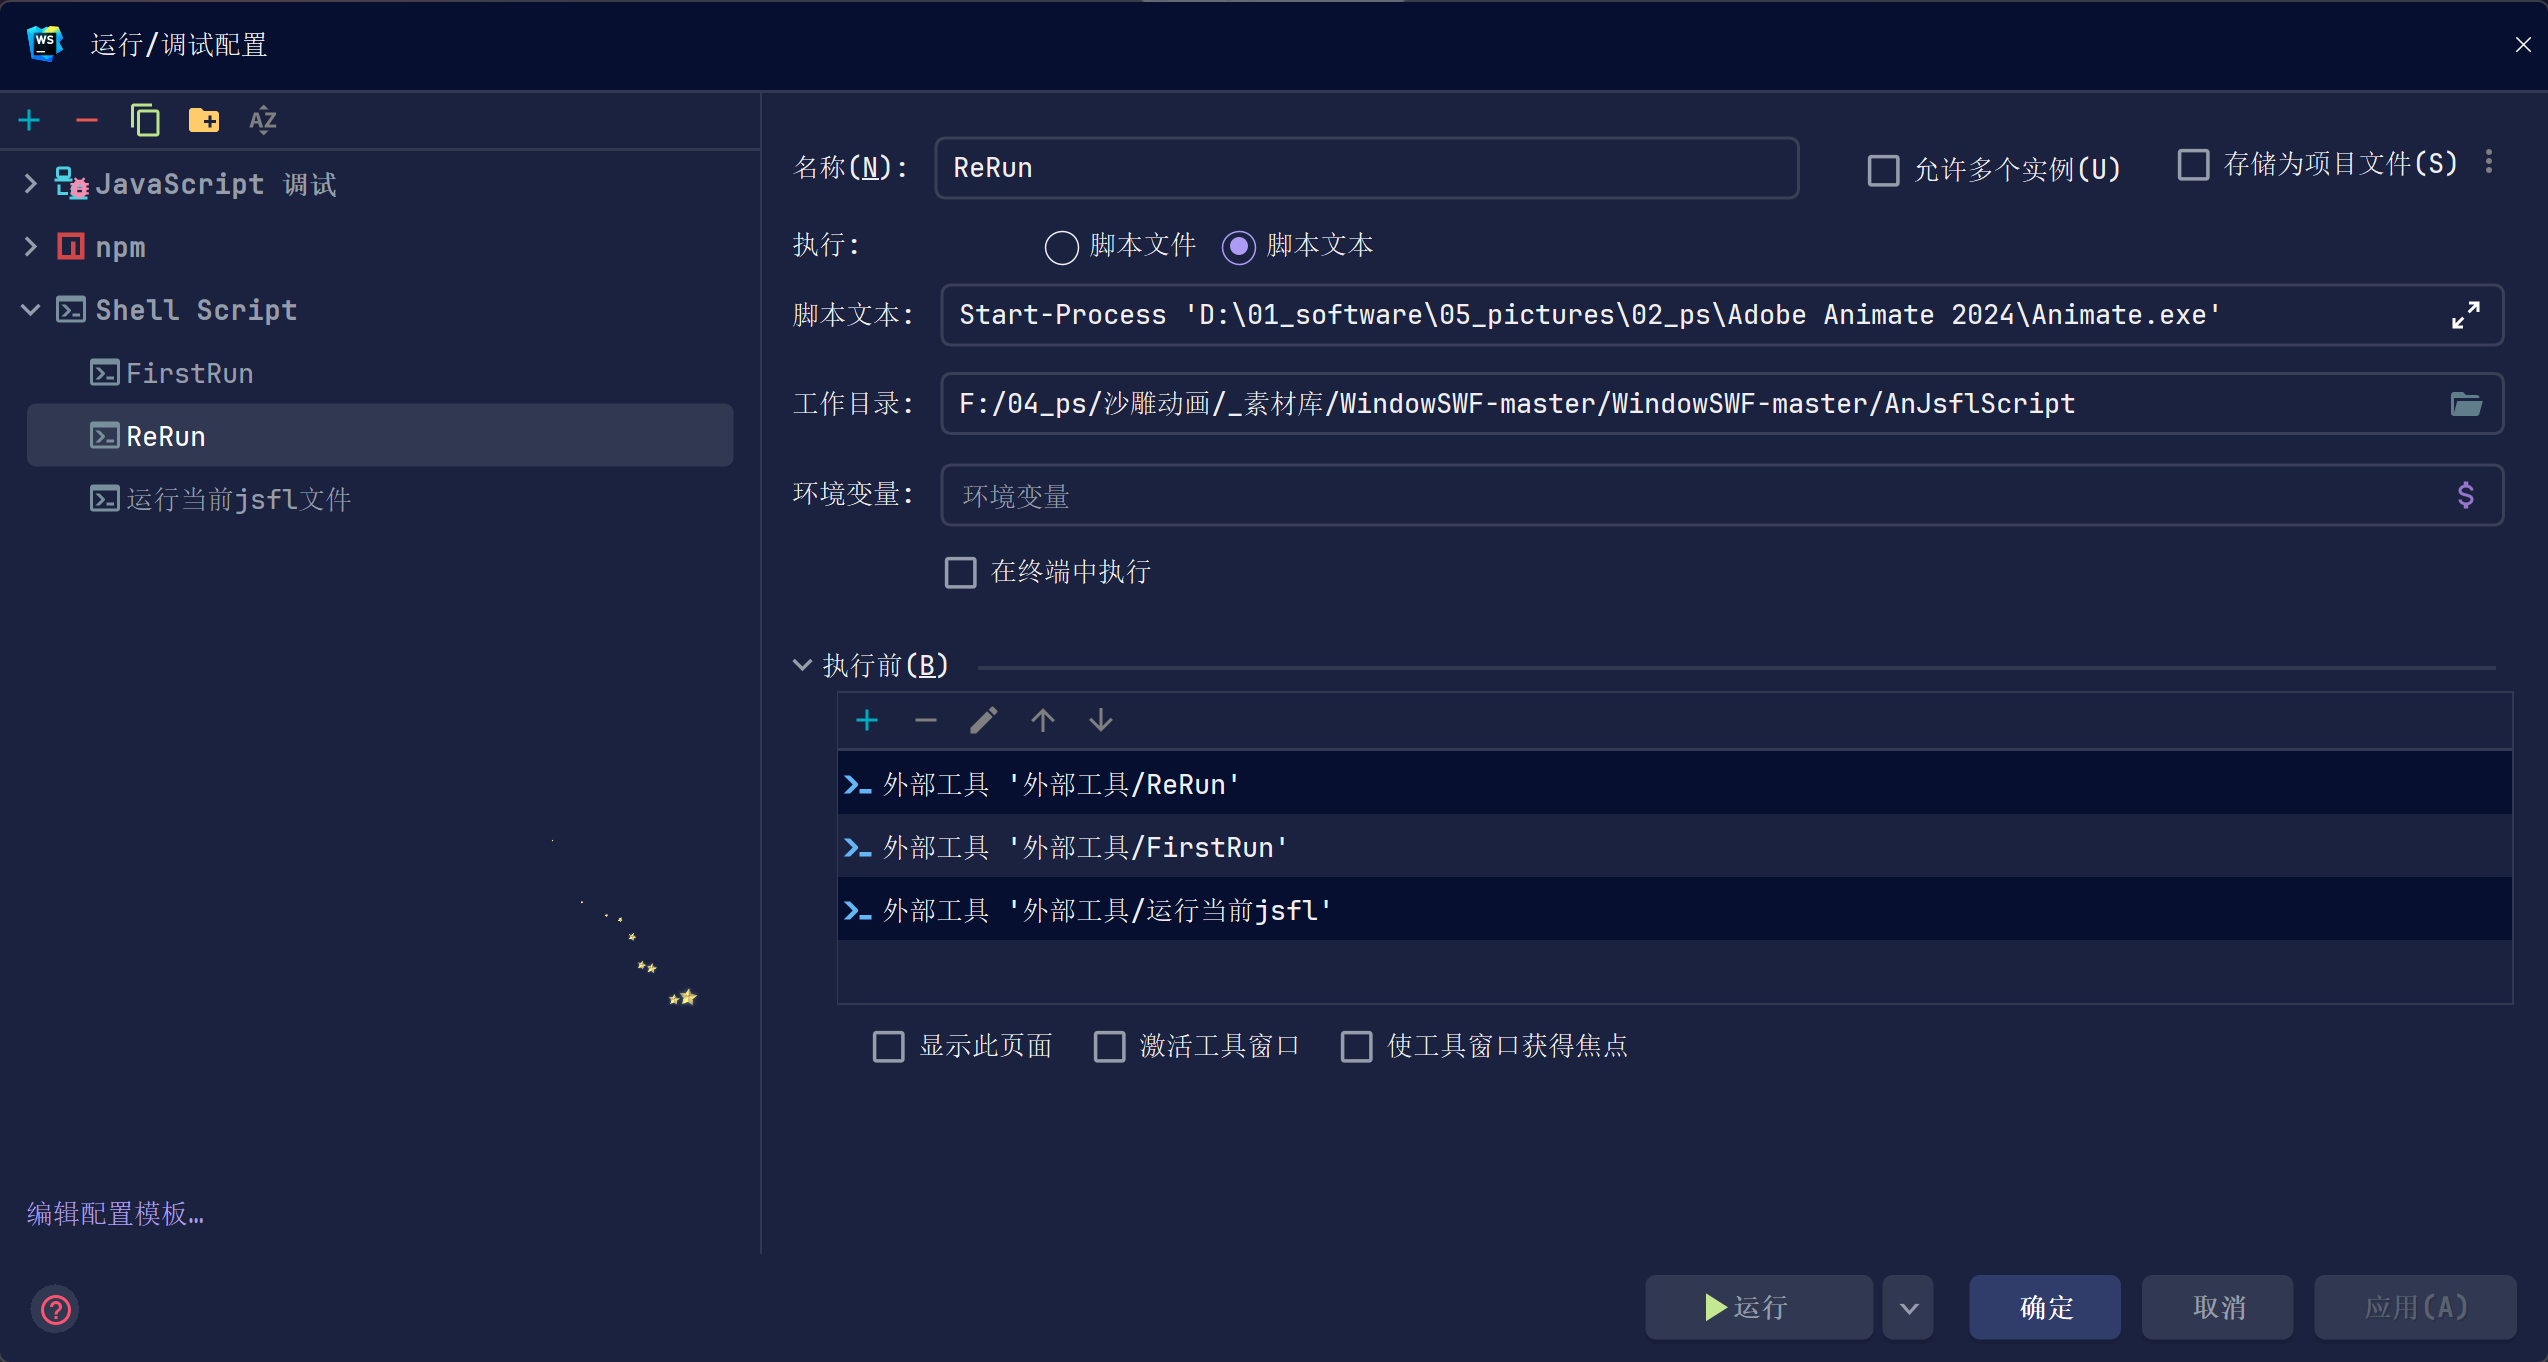 WS 运行/调试配置
AZ
JavaScript 调试
npm
Shell Script
FirstRun
ReRun
运行当前jsfl文件
编辑配置模板…
名称(N): ReRun 允许多个实例(U) 存储为项目文件(S)
执行: 脚本文件 脚本文本
脚本文本: Start-Process 'D:\01_software\05_pictures\02_ps\Adobe Animate 2024\Animate.exe'
工作目录: F:/04_ps/沙雕动画/_素材库/WindowSWF-master/WindowSWF-master/AnJsflScript
环境变量: 环境变量 $
在终端中执行
执行前(B)
外部工具 '外部工具/ReRun'
外部工具 '外部工具/FirstRun'
外部工具 '外部工具/运行当前jsfl'
显示此页面 激活工具窗口 使工具窗口获得焦点
? 运行 确定 取消 应用(A)